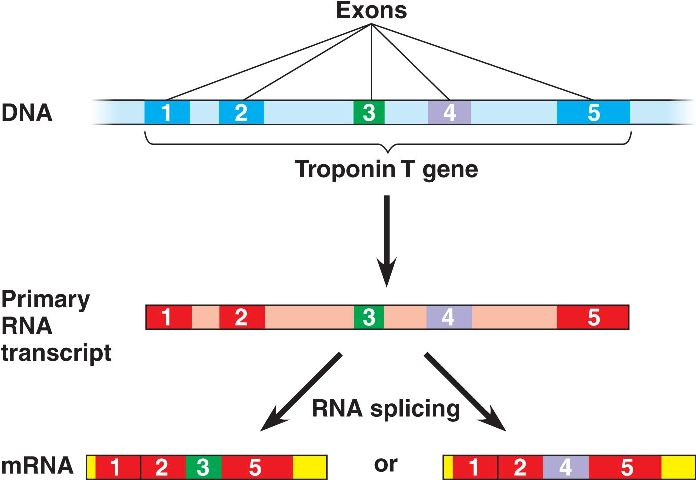 Exons
DNA
1 2 3 4 5
Troponin T gene
Primary
RNA
transcript
1 2 3 4 5
RNA splicing
mRNA
1 2 3 5
or
1 2 4 5